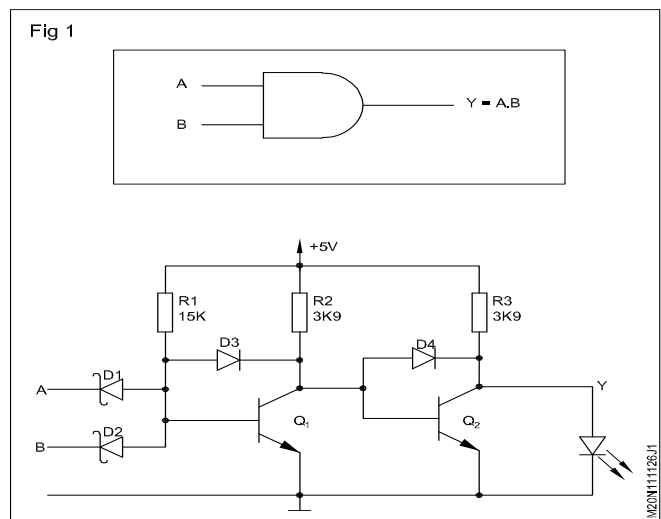 Fig 1
A
B
Y = A.B
+5V
R1
15K
R2
3K9
R3
3K9
D3
D4
A
D1
Y
Q1
Q2
B
D2
M20N111126J1